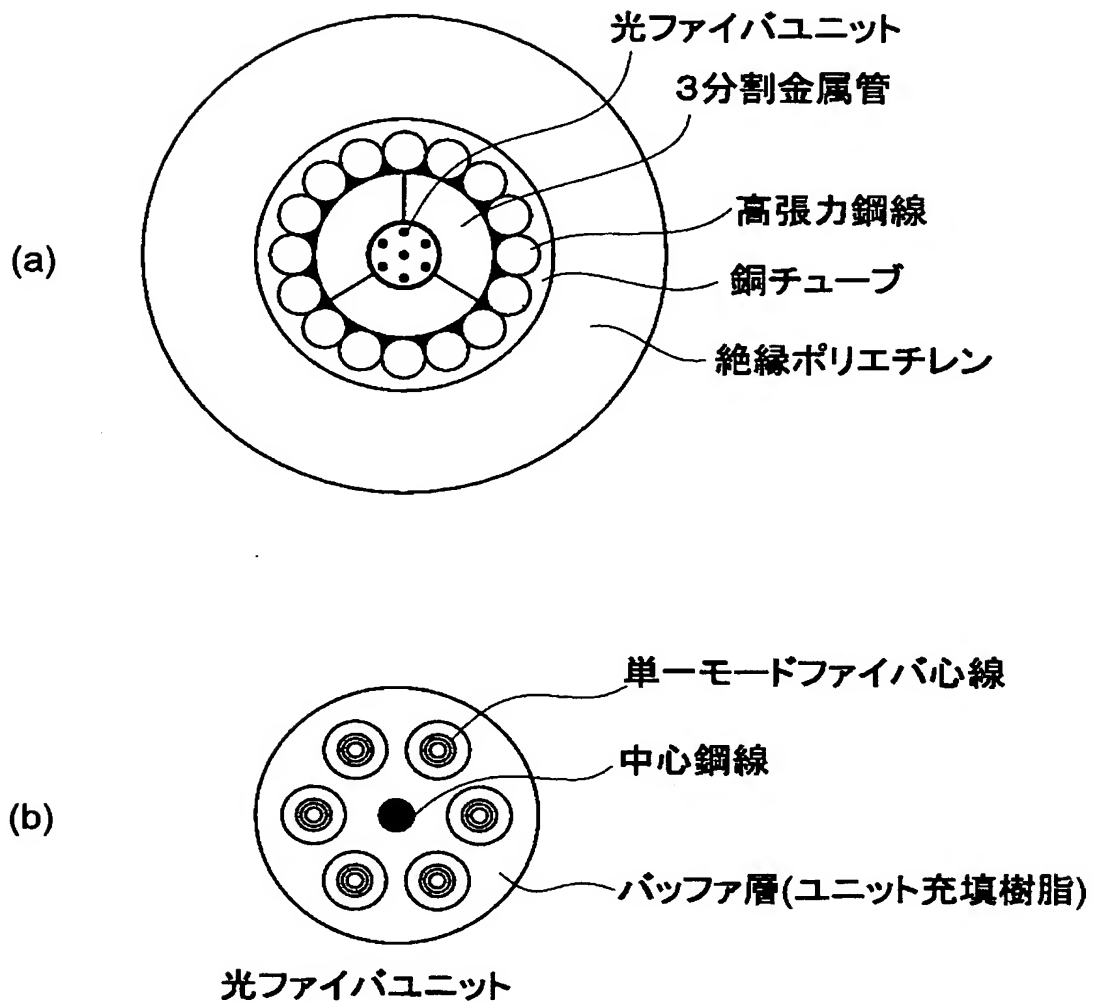 光ファイバユニット
3分割金属管
高張力鋼線
(a)
銅チューブ
絶縁ポリエチレン
単一モードファイバ心線
中心鋼線
(b)
バッファ層(ユニット充填樹脂)
光ファイバユニット